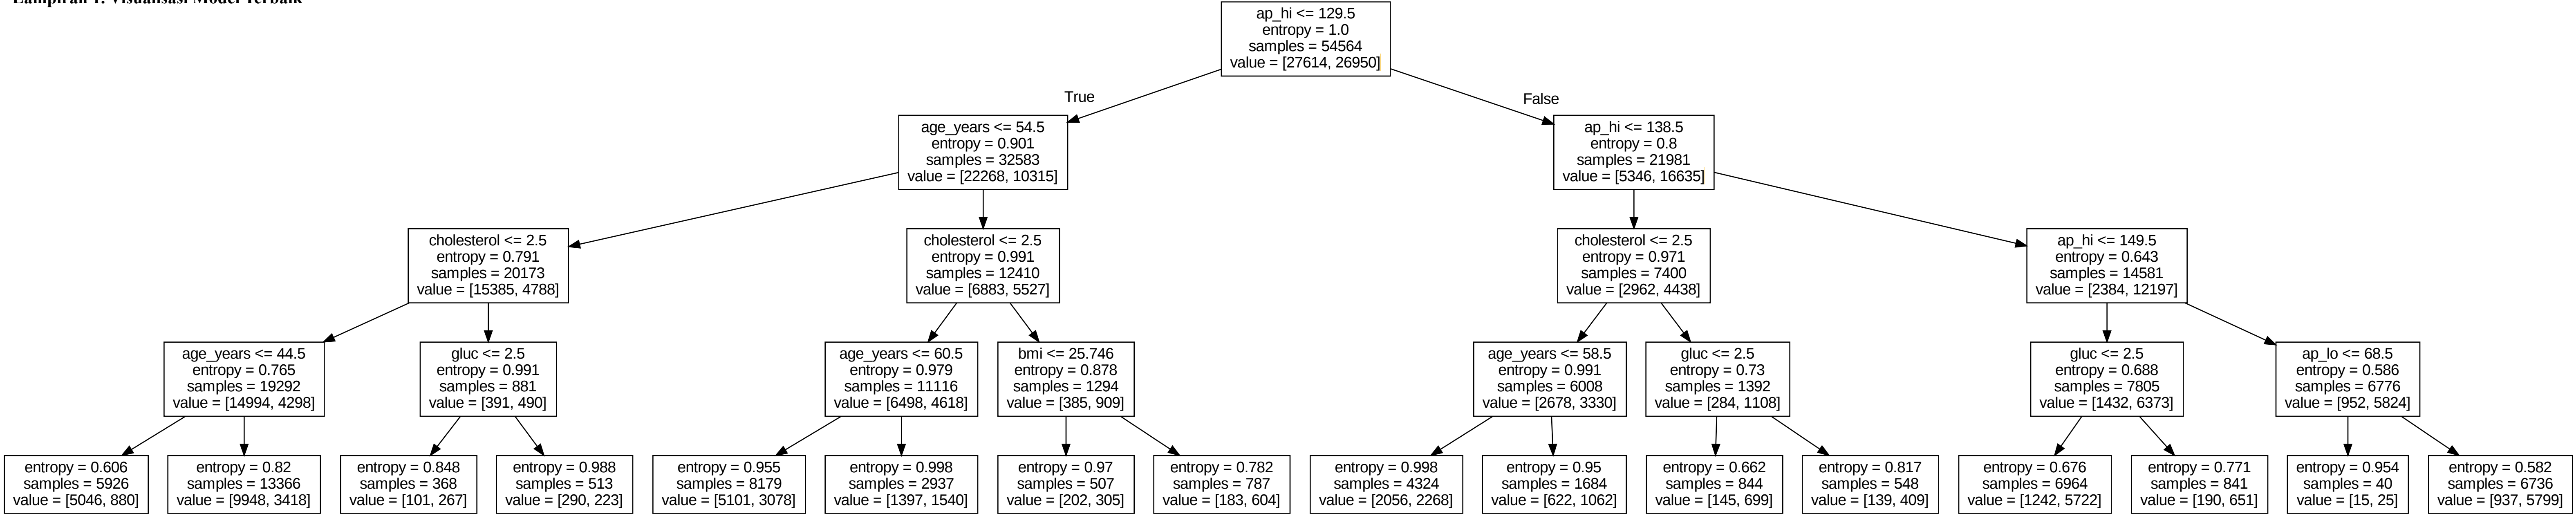 Lampiran 1. Visualisasi Model Terbaik
ap_hi <= 129.5
entropy = 1.0
samples = 54564
value = [27614, 26950]
True
False
age_years <= 54.5
entropy = 0.901
samples = 32583
value = [22268, 10315]
ap_hi <= 138.5
entropy = 0.8
samples = 21981
value = [5346, 16635]
cholesterol <= 2.5
entropy = 0.791
samples = 20173
value = [15385, 4788]
cholesterol <= 2.5
entropy = 0.991
samples = 12410
value = [6883, 5527]
cholesterol <= 2.5
entropy = 0.971
samples = 7400
value = [2962, 4438]
ap_hi <= 149.5
entropy = 0.643
samples = 14581
value = [2384, 12197]
age_years <= 44.5
entropy = 0.765
samples = 19292
value = [14994, 4298]
gluc <= 2.5
entropy = 0.991
samples = 881
value = [391, 490]
age_years <= 60.5
entropy = 0.979
samples = 11116
value = [6498, 4618]
bmi <= 25.746
entropy = 0.878
samples = 1294
value = [385, 909]
age_years <= 58.5
entropy = 0.991
samples = 6008
value = [2678, 3330]
gluc <= 2.5
entropy = 0.73
samples = 1392
value = [284, 1108]
gluc <= 2.5
entropy = 0.688
samples = 7805
value = [1432, 6373]
ap_lo <= 68.5
entropy = 0.586
samples = 6776
value = [952, 5824]
entropy = 0.606
samples = 5926
value = [5046, 880]
entropy = 0.82
samples = 13366
value = [9948, 3418]
entropy = 0.848
samples = 368
value = [101, 267]
entropy = 0.988
samples = 513
value = [290, 223]
entropy = 0.955
samples = 8179
value = [5101, 3078]
entropy = 0.998
samples = 2937
value = [1397, 1540]
entropy = 0.97
samples = 507
value = [202, 305]
entropy = 0.782
samples = 787
value = [183, 604]
entropy = 0.998
samples = 4324
value = [2056, 2268]
entropy = 0.95
samples = 1684
value = [622, 1062]
entropy = 0.662
samples = 844
value = [145, 699]
entropy = 0.817
samples = 548
value = [139, 409]
entropy = 0.676
samples = 6964
value = [1242, 5722]
entropy = 0.771
samples = 841
value = [190, 651]
entropy = 0.954
samples = 40
value = [15, 25]
entropy = 0.582
samples = 6736
value = [937, 5799]